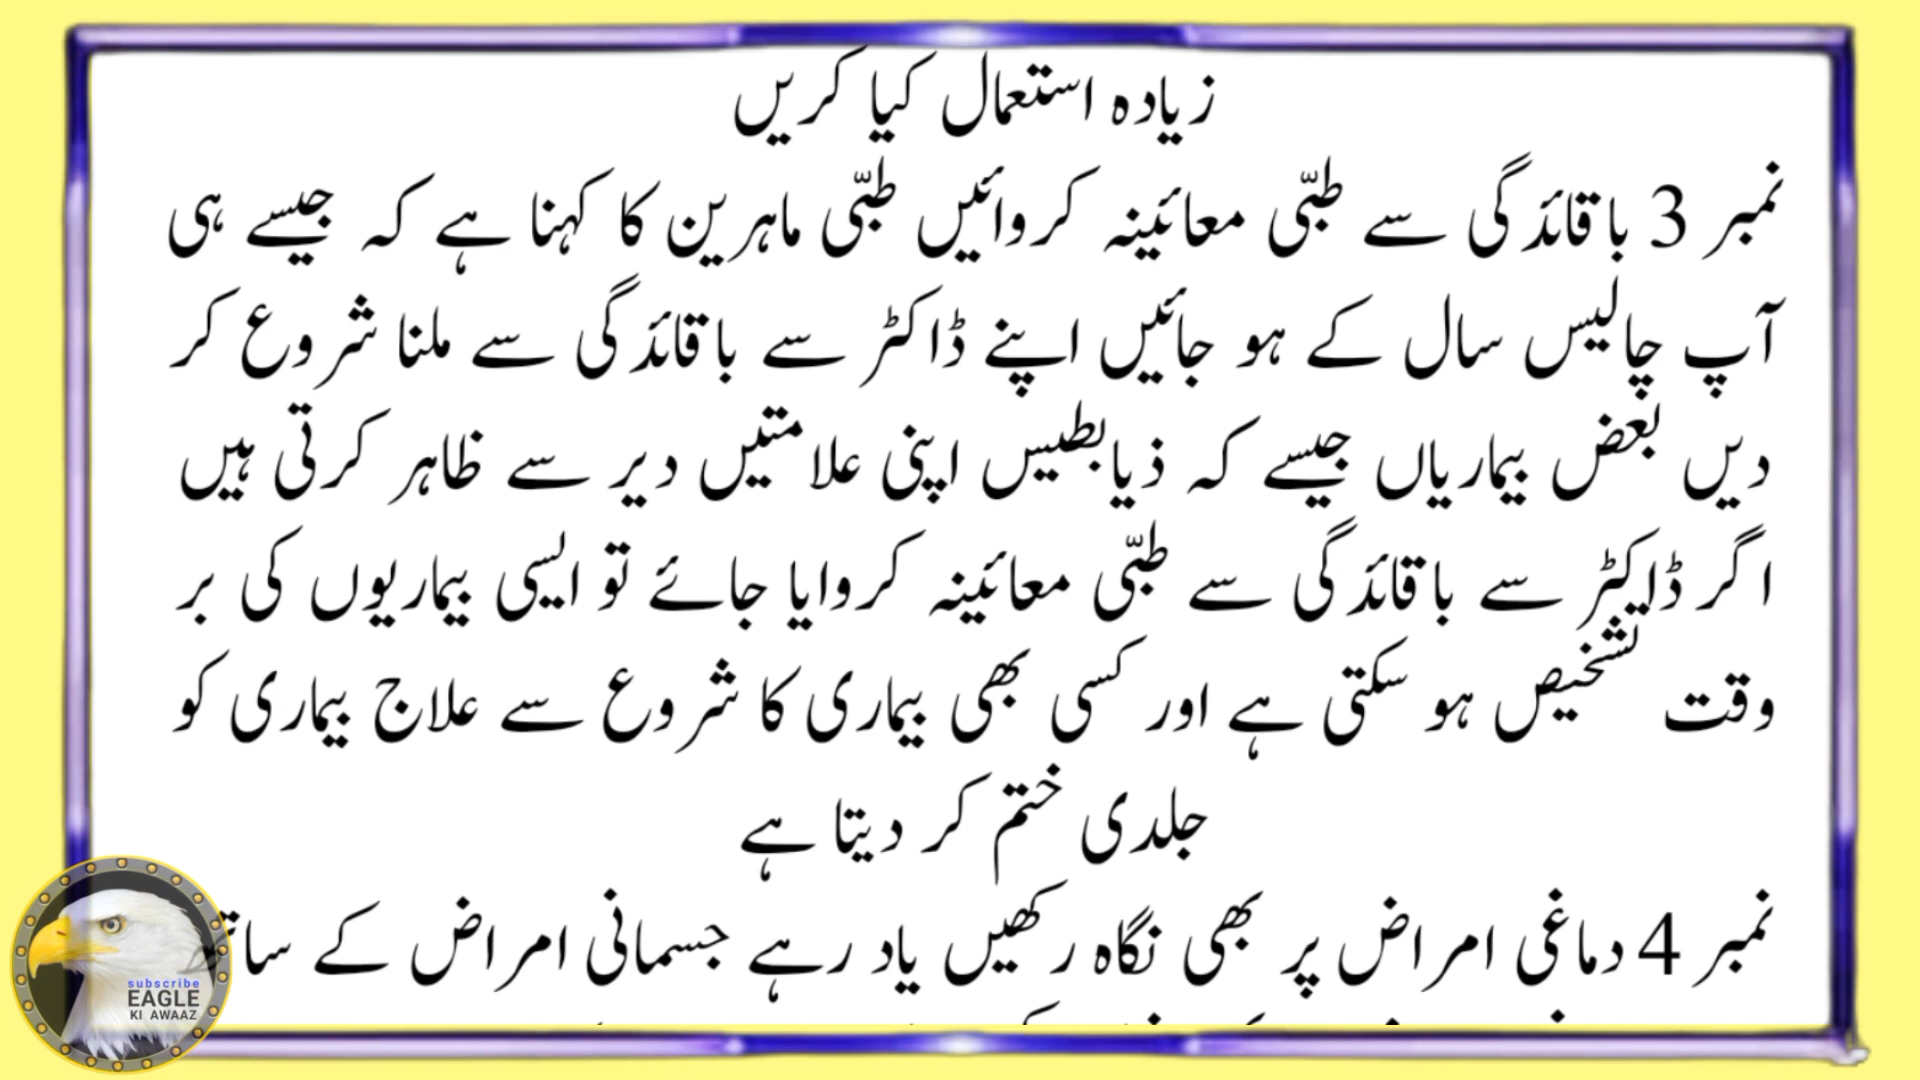 زیادہ استعمال کیا کریں
نمبر 3 باقائدگی سے طبّی معائینہ کروائیں طبّی ماہرین کا کہنا ہے کہ جیسے ہی
آپ چالیس سال کے ہو جائیں اپنے ڈاکٹر سے باقائدگی سے ملنا شروع کر
دیں بعض بیماریاں جیسے کہ ذیابطیس اپنی علامتیں دیر سے ظاہر کرتی ہیں
اگر ڈاکٹر سے باقائدگی سے طبّی معائینہ کروایا جائے تو ایسی بیماریوں کی بر
وقت تشخیص ہو سکتی ہے اور کسی بھی بیماری کا شروع سے علاج بیماری کو
جلدی ختم کر دیتا ہے
نمبر 4 دماغی امراض پر بھی نگاہ رکھیں یاد رہے جسمانی امراض کے
subscribe
EAGLE
KI AWAAZ